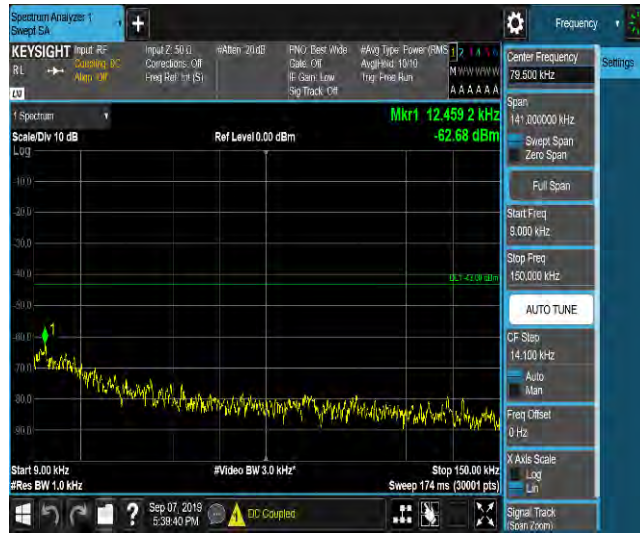 Spectrum Analyzer 1
Swept SA
Frequency
KEYSIGHT Input: RF
RL
Coupling: DC
Align: Off
Input Z: 50 Ω
Corrections: Off
Freq Ref: Int (S)
#Atten: 20 dB
PNO: Best Wide
Gate: Off
IF Gain: Low
Sig Track: Off
#Avg Type: Power (RMS
Avg|Hold: 10/10
Trig: Free Run
1 2 3 4 5 6
M W W W W W
A A A A A A
LXI
1 Spectrum
Scale/Div 10 dB
Log
Ref Level 0.00 dBm
Mkr1 12.459 2 kHz
-62.68 dBm
-10.0
-20.0
-30.0
-40.0
-50.0
-60.0
-70.0
-80.0
-90.0
1
Start 9.00 kHz
#Res BW 1.0 kHz
#Video BW 3.0 kHz*
Stop 150.00 kHz
Sweep 174 ms (30001 pts)
Center Frequency
79.500 kHz
Settings
Span
141.000000 kHz
Swept Span
Zero Span
Full Span
Start Freq
9.000 kHz
Stop Freq
150.000 kHz
AUTO TUNE
CF Step
14.100 kHz
Auto
Man
Freq Offset
0 Hz
X Axis Scale
Log
Lin
Signal Track
(Span Zoom)
?
Sep 07, 2019
5:39:40 PM
DC Coupled